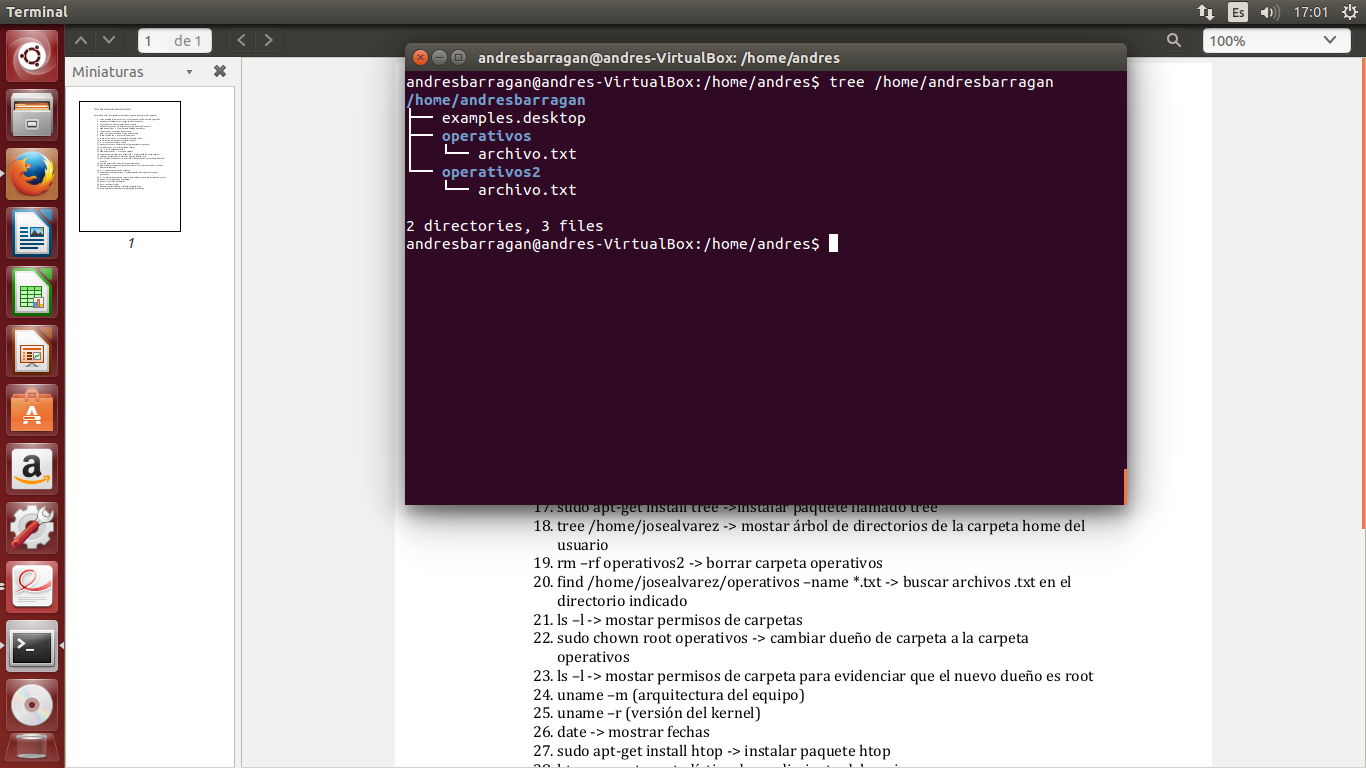 Terminal
Es
17:01
1 de 1
100%
Miniaturas
1
andresbarragan@andres-VirtualBox: /home/andres
andresbarragan@andres-VirtualBox:/home/andres$ tree /home/andresbarragan
/home/andresbarragan
├── examples.desktop
├── operativos
│   └── archivo.txt
└── operativos2
    └── archivo.txt
2 directories, 3 files
andresbarragan@andres-VirtualBox:/home/andres$
17. sudo apt-get install tree ->instalar paquete llamado tree
18. tree /home/josealvarez -> mostar árbol de directorios de la carpeta home del
usuario
19. rm –rf operativos2 -> borrar carpeta operativos
20. find /home/josealvarez/operativos –name *.txt -> buscar archivos .txt en el
directorio indicado
21. ls –l -> mostar permisos de carpetas
22. sudo chown root operativos -> cambiar dueño de carpeta a la carpeta
operativos
23. ls –l -> mostar permisos de carpeta para evidenciar que el nuevo dueño es root
24. uname –m (arquitectura del equipo)
25. uname –r (versión del kernel)
26. date -> mostrar fechas
27. sudo apt-get install htop -> instalar paquete htop